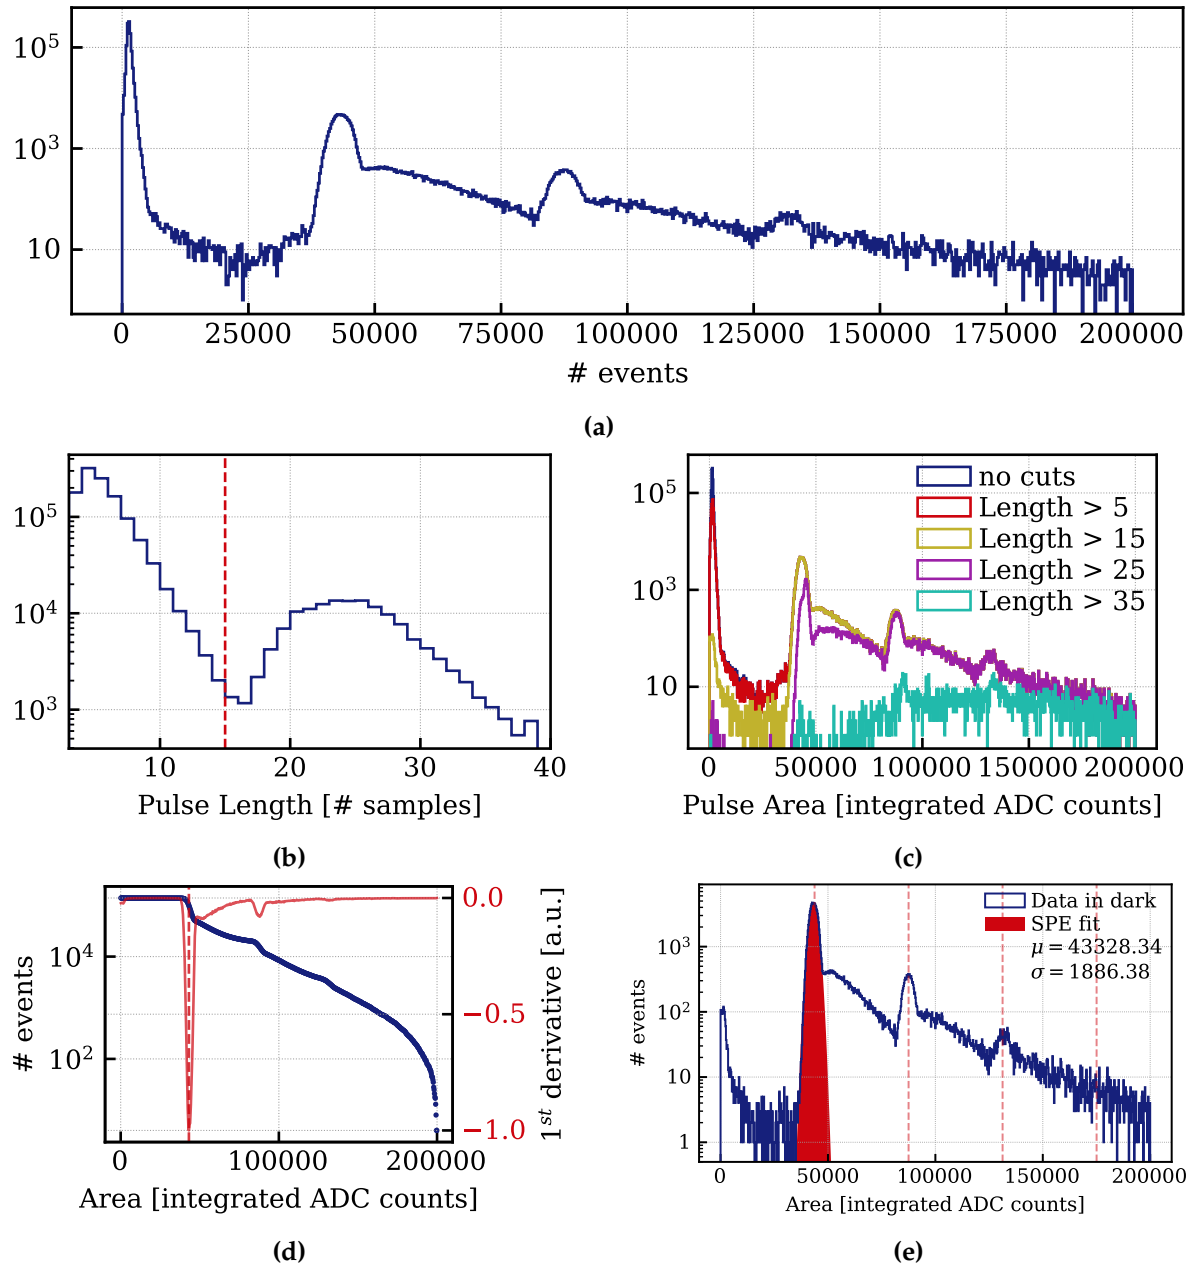 10^5
10^3
10
0 25000 50000 75000 100000 125000 150000 175000 200000
# events
(a)
10^5
10^4
10^3
10 20 30 40
Pulse Length [# samples]
(b)
no cuts
Length > 5
Length > 15
Length > 25
Length > 35
10^5
10^3
10
0 50000 100000 150000 200000
Pulse Area [integrated ADC counts]
(c)
# events
10^4
10^2
0.0
−0.5
−1.0
1^st derivative [a.u.]
0 100000 200000
Area [integrated ADC counts]
(d)
Data in dark
SPE fit
μ = 43328.34
σ = 1886.38
# events
10^3
10^2
10
1
0 50000 100000 150000 200000
Area [integrated ADC counts]
(e)